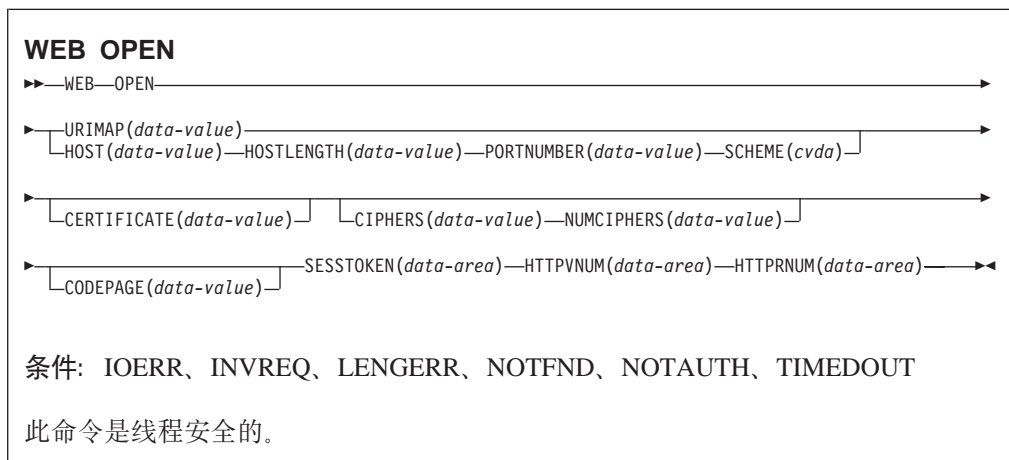 WEB OPEN
WEB OPEN
URIMAP(data-value)
HOST(data-value) HOSTLENGTH(data-value) PORTNUMBER(data-value) SCHEME(cvda)
CERTIFICATE(data-value) CIPHERS(data-value) NUMCIPHERS(data-value)
SESSTOKEN(data-area) HTTPVNUM(data-area) HTTPRNUM(data-area)
CODEPAGE(data-value)
条件: IOERR、INVREQ、LENGERR、NOTFND、NOTAUTH、TIMEDOUT
此命令是线程安全的。